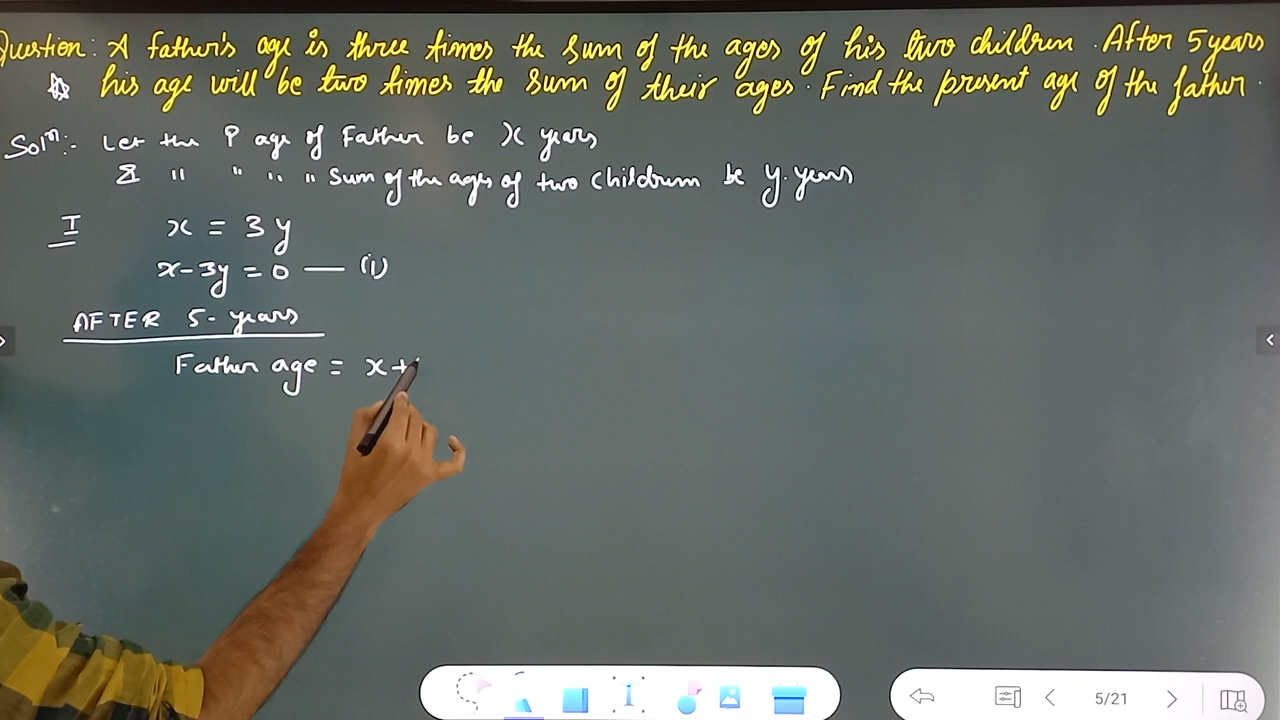 Question: A father's age is three times the sum of the ages of his two children. After 5 years
his age will be two times the sum of their ages. Find the present age of the father.
Solⁿ:- Let the P age of Father be x years
& " " " " Sum of the ages of two childrum be y. years
I x = 3y
x-3y = 0 — (i)
AFTER 5- years
Father age = x+
5/21